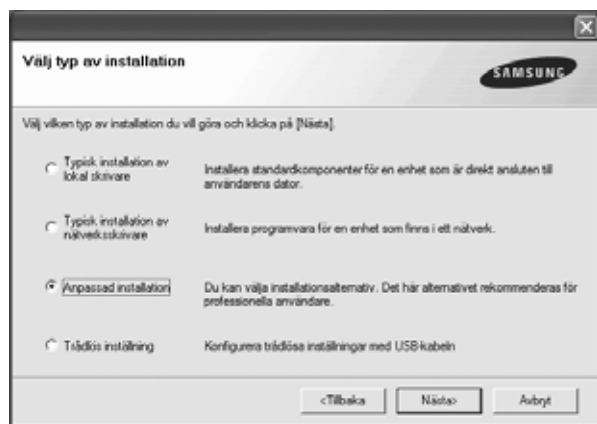 Välj typ av installation
SAMSUNG
Välj vilken typ av installation du vill göra och klicka på [Nästa].
Typisk installation av
lokal skrivare
Installera standardkomponenter för en enhet som är direkt ansluten till
användarens dator.
Typisk installation av
nätverksskrivare
Installera programvara för en enhet som finns i ett nätverk.
Anpassad installation
Du kan välja installationsalternativ. Det här alternativet rekommenderas för
professionella användare.
Trådlös inställning
Konfigurera trådlösa inställningar med USB-kabeln
<Tillbaka
Nästa>
Avbryt